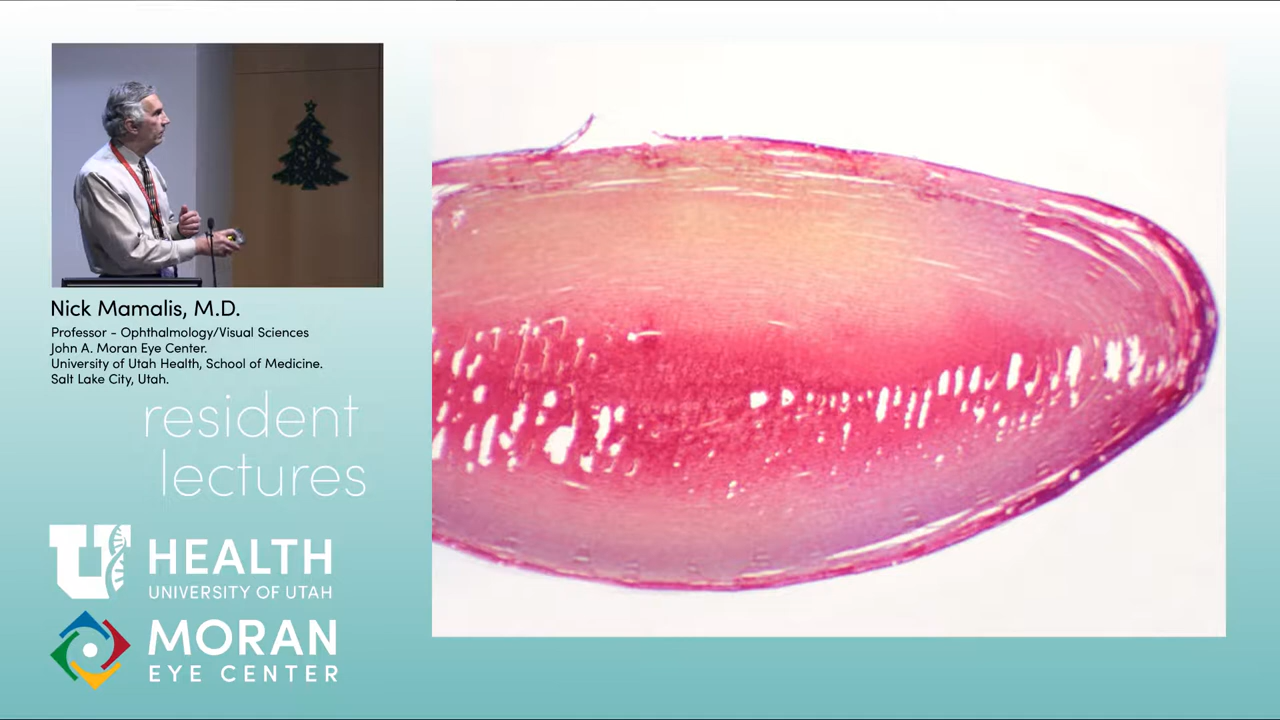 Nick Mamalis, M.D.
Professor - Ophthalmology/Visual Sciences
John A. Moran Eye Center.
University of Utah Health, School of Medicine.
Salt Lake City, Utah.
resident
lectures
U HEALTH
UNIVERSITY OF UTAH
MORAN
EYE CENTER